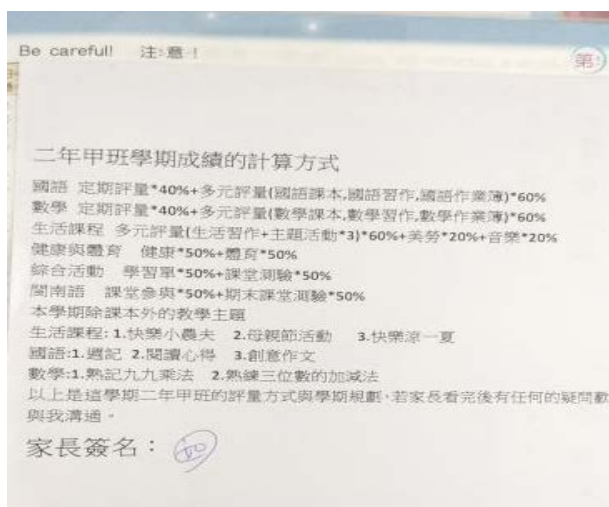 Be careful! 注意!
第
二年甲班學期成績的計算方式
國語 定期評量*40%+多元評量(國語課本,國語習作,國語作業簿)*60%
數學 定期評量*40%+多元評量(數學課本,數學習作,數學作業簿)*60%
生活課程 多元評量(生活習作+主題活動*3)*60%+美勞*20%+音樂*20%
健康與體育 健康*50%+體育*50%
綜合活動 學習單*50%+課堂測驗*50%
閩南語 課堂參與*50%+期末課堂測驗*50%
本學期除課本外的教學主題
生活課程: 1.快樂小農夫 2.母親節活動 3.快樂涼一夏
國語:1.週記 2.閱讀心得 3.創意作文
數學:1.熟記九九乘法 2.熟練三位數的加減法
以上是這學期二年甲班的評量方式與學期規劃,若家長看完後有任何的疑問歡
與我溝通。
家長簽名：